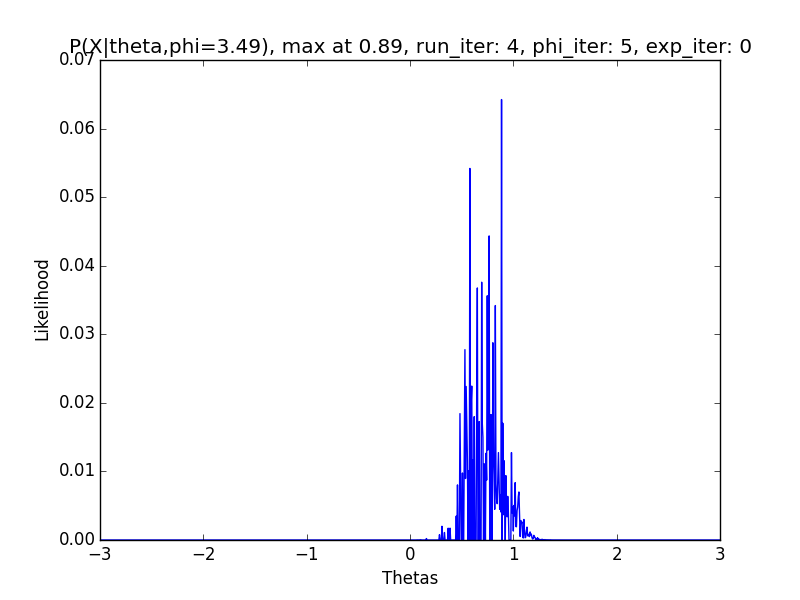 P(X|theta,phi=3.49), max at 0.89, run_iter: 4, phi_iter: 5, exp_iter: 0
0.07
0.06
0.05
0.04
0.03
0.02
0.01
0.00
Likelihood
−3 −2 −1 0 1 2 3
Thetas